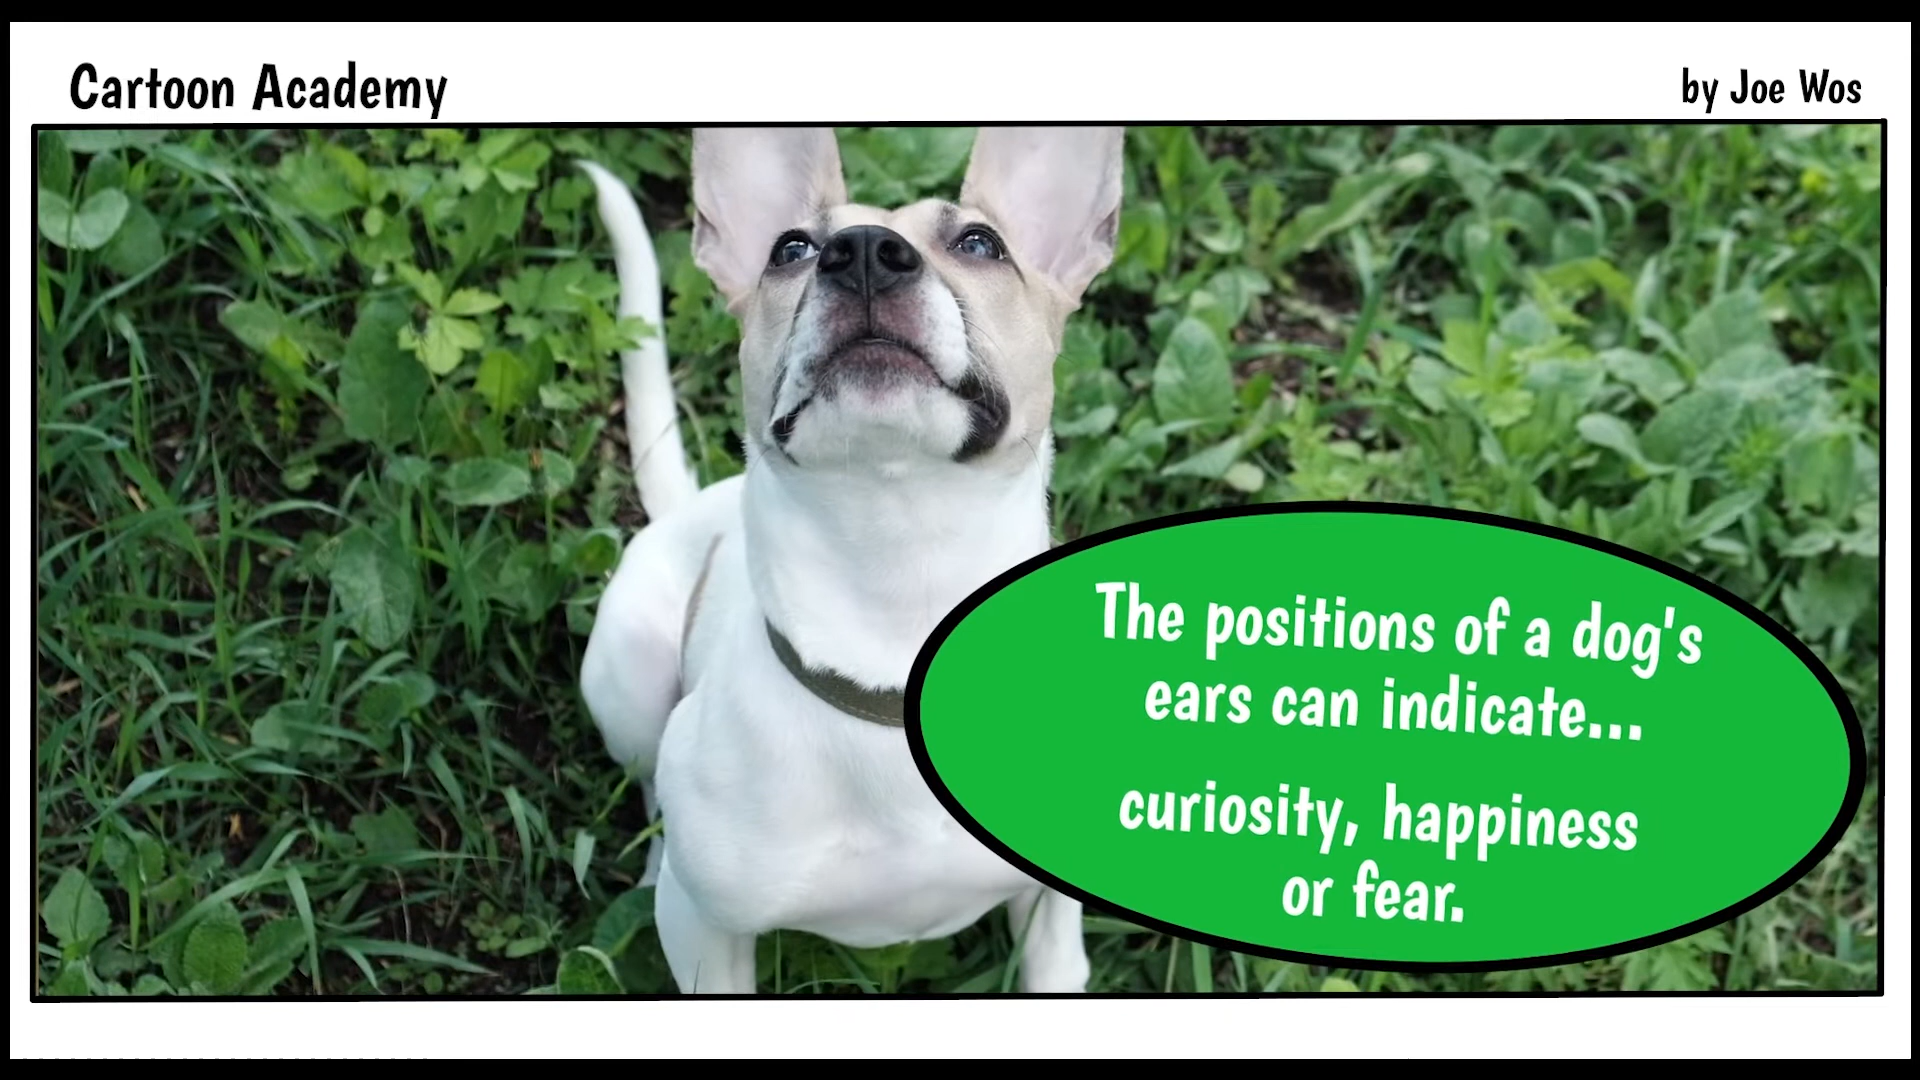 Cartoon Academy
by Joe Wos
The positions of a dog's
ears can indicate...
curiosity, happiness
or fear.